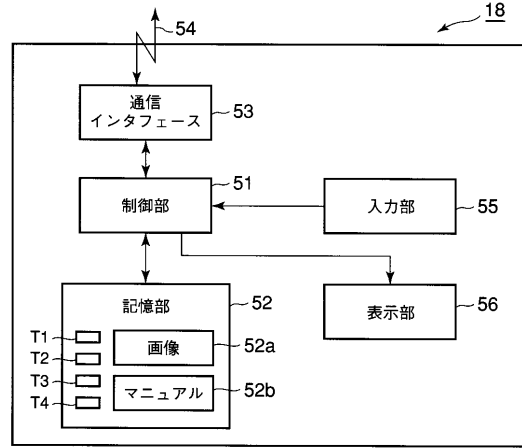 18
54
通信
インタフェース
53
51
制御部
入力部
55
記憶部
52
表示部
56
T1
画像
52a
T2
T3
マニュアル
52b
T4